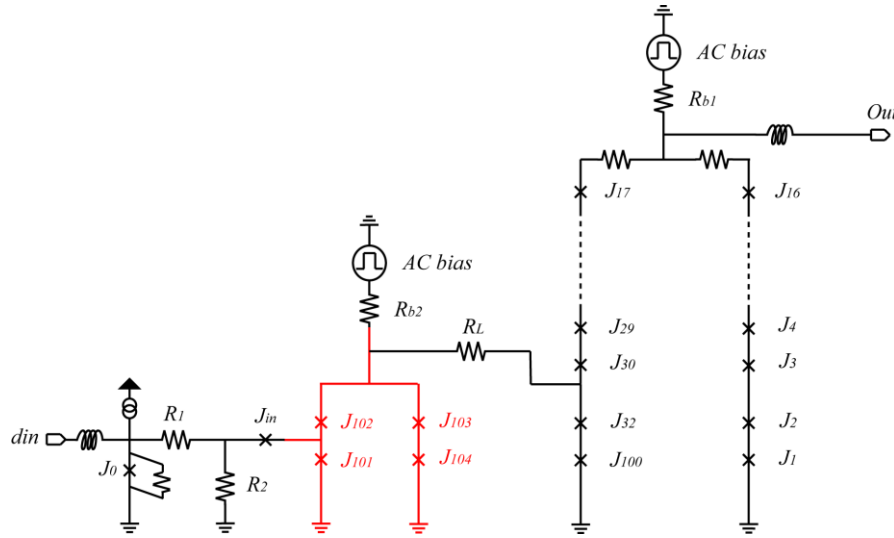 AC bias
Rb1
Out
J17
J16
AC bias
Rb2
RL
J29
J4
J30
J3
R1
Jin
J102
J103
J32
J2
din
J0
R2
J101
J104
J100
J1